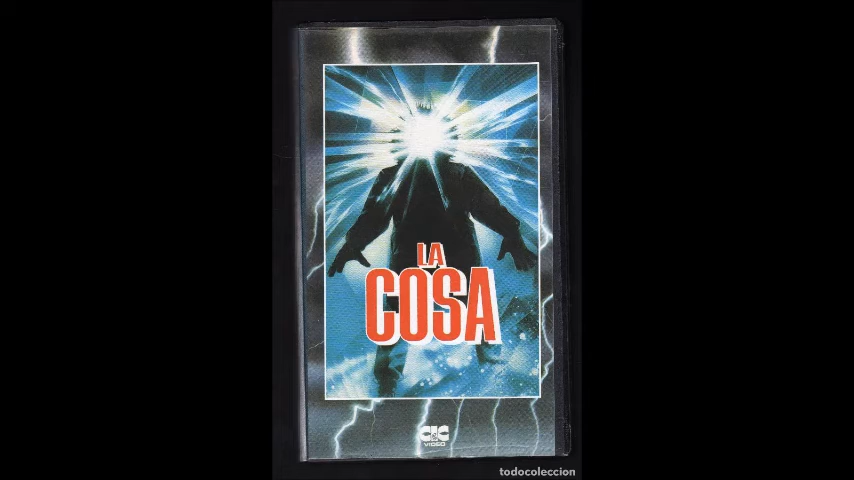 LA
COSA
CIC
VIDEO
todocoleccion